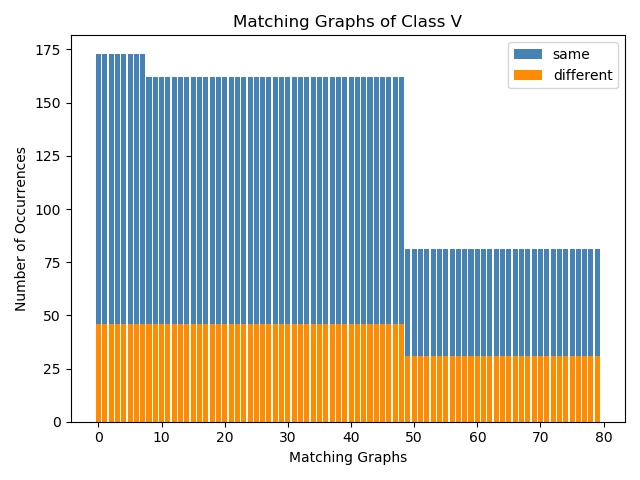 Matching Graphs of Class V
same
different
Number of Occurrences
175
150
125
100
75
50
25
0
0 10 20 30 40 50 60 70 80
Matching Graphs